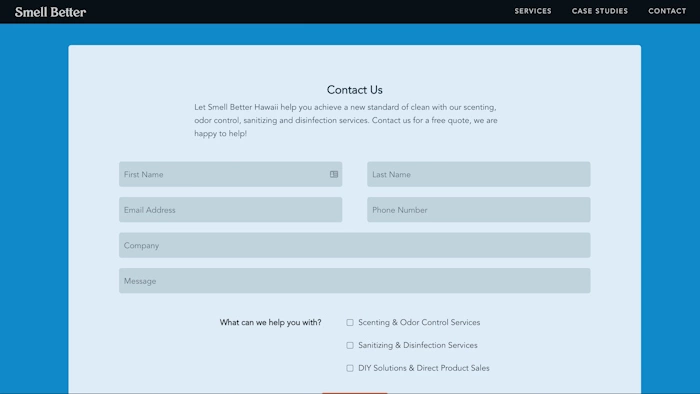 Smell Better
SERVICES CASE STUDIES CONTACT
Contact Us
Let Smell Better Hawaii help you achieve a new standard of clean with our scenting,
odor control, sanitizing and disinfection services. Contact us for a free quote, we are
happy to help!
First Name
Last Name
Email Address
Phone Number
Company
Message
What can we help you with?
Scenting & Odor Control Services
Sanitizing & Disinfection Services
DIY Solutions & Direct Product Sales